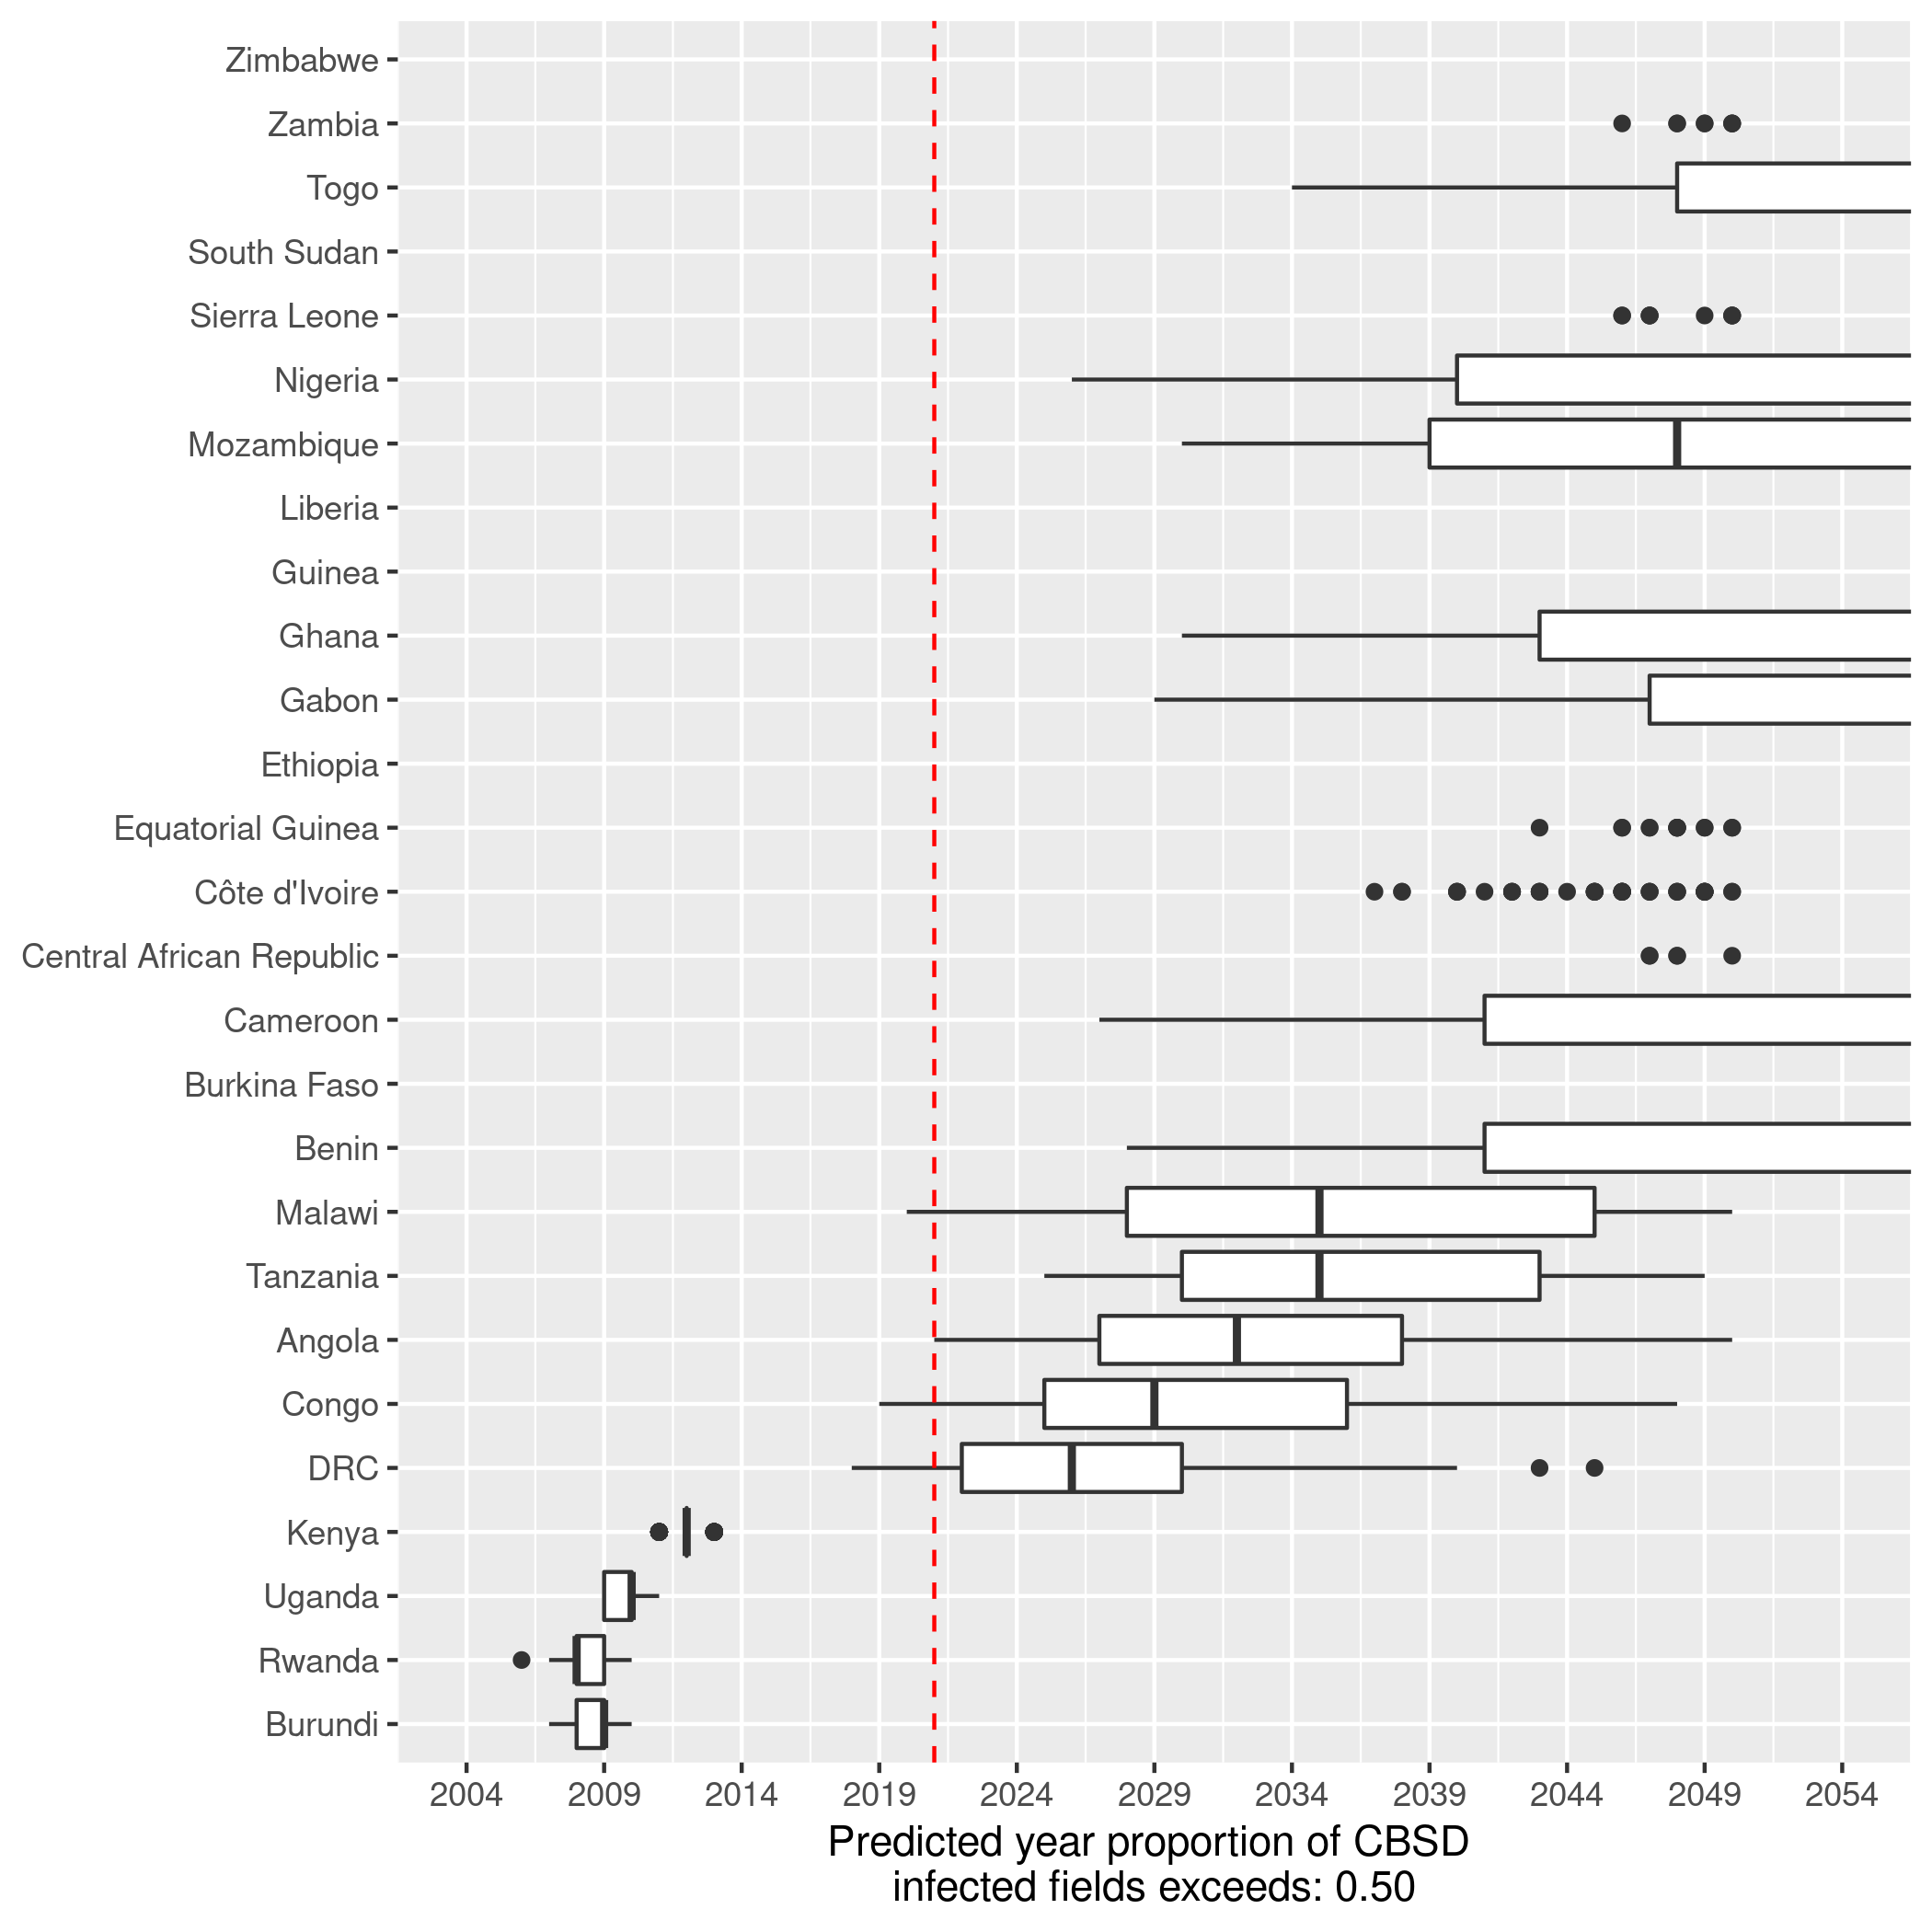 Zimbabwe
Zambia
Togo
South Sudan
Sierra Leone
Nigeria
Mozambique
Liberia
Guinea
Ghana
Gabon
Ethiopia
Equatorial Guinea
Côte d'Ivoire
Central African Republic
Cameroon
Burkina Faso
Benin
Malawi
Tanzania
Angola
Congo
DRC
Kenya
Uganda
Rwanda
Burundi
2004 2009 2014 2019 2024 2029 2034 2039 2044 2049 2054
Predicted year proportion of CBSD
infected fields exceeds: 0.50